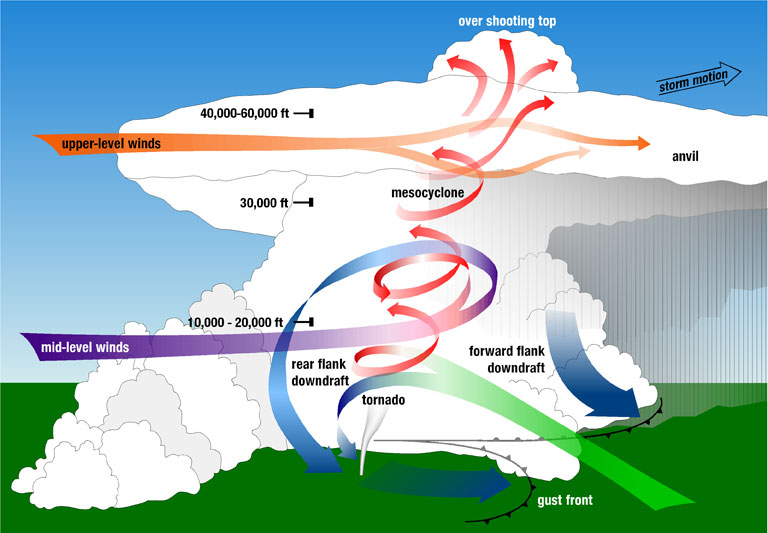 over shooting top
storm motion
40,000-60,000 ft
upper-level winds
anvil
mesocyclone
30,000 ft
10,000 - 20,000 ft
mid-level winds
rear flank
downdraft
forward flank
downdraft
tornado
gust front